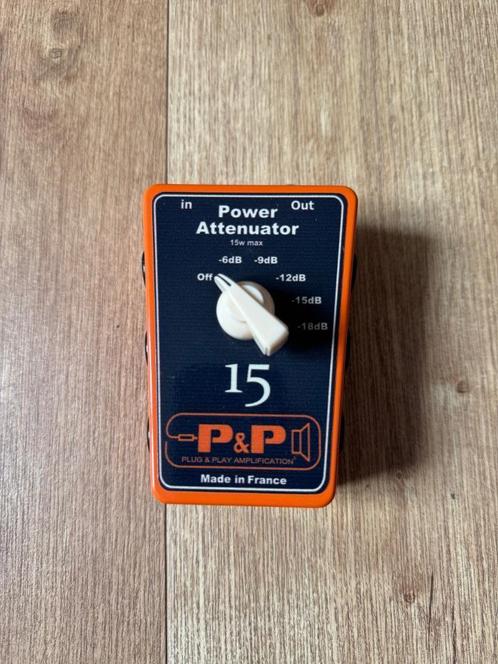 in Out
Power
Attenuator
15w max
-6dB -9dB
Off -12dB
-15dB
-18dB
15
P&P
PLUG & PLAY AMPLIFICATION
Made in France